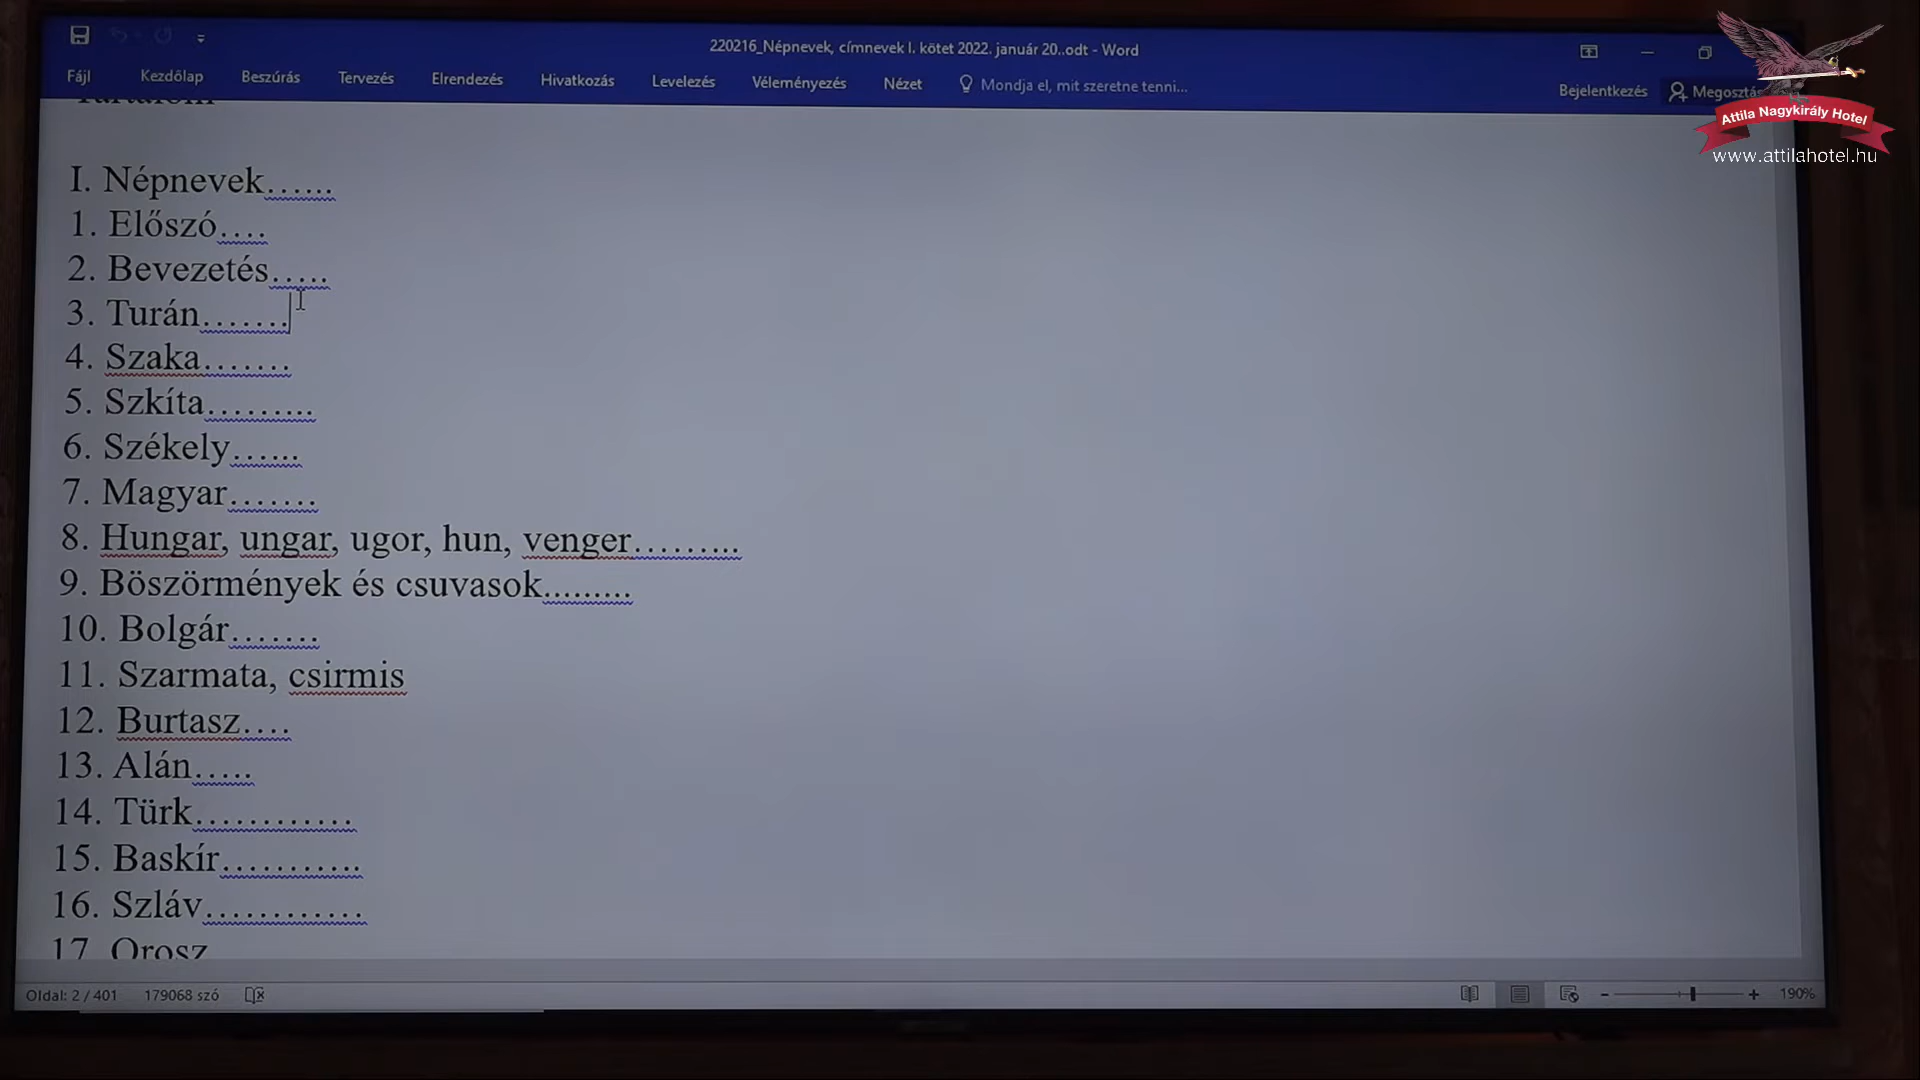 220216_Népnevek, címnevek I. kötet 2022. január 20..odt - Word
Fájl Kezdőlap Beszúrás Tervezés Elrendezés Hivatkozás Levelezés Véleményezés Nézet Mondja el, mit szeretne tenni... Bejelentkezés Megosztás
Attila Nagykirály Hotel
www.attilahotel.hu
Tartalom
I. Népnevek…...
1. Előszó….
2. Bevezetés…..
3. Turán…….
4. Szaka…….
5. Szkíta……...
6. Székely…...
7. Magyar…….
8. Hungar, ungar, ugor, hun, venger……...
9. Böszörmények és csuvasok.........
10. Bolgár…….
11. Szarmata, csirmis
12. Burtasz….
13. Alán…..
14. Türk…………
15. Baskír………..
16. Szláv…………
17. Orosz
Oldal: 2 / 401 179068 szó 190%